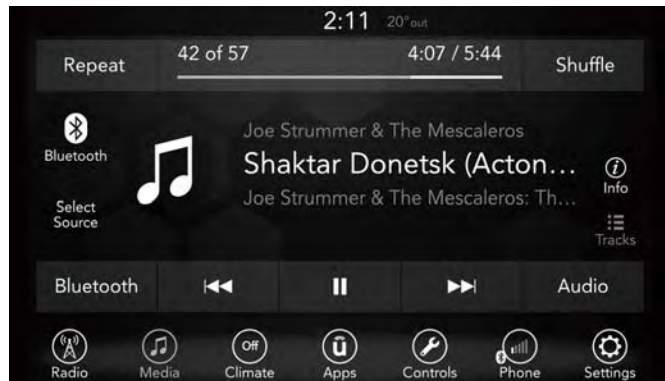 2:11 20°out
Repeat
42 of 57 4:07 / 5:44
Shuffle
Bluetooth
Select
Source
Joe Strummer & The Mescaleros
Shaktar Donetsk (Acton…
Joe Strummer & The Mescaleros: Th…
i
Info
Tracks
Bluetooth
Audio
Radio
Media
Off
Climate
ū
Apps
Controls
Phone
Settings